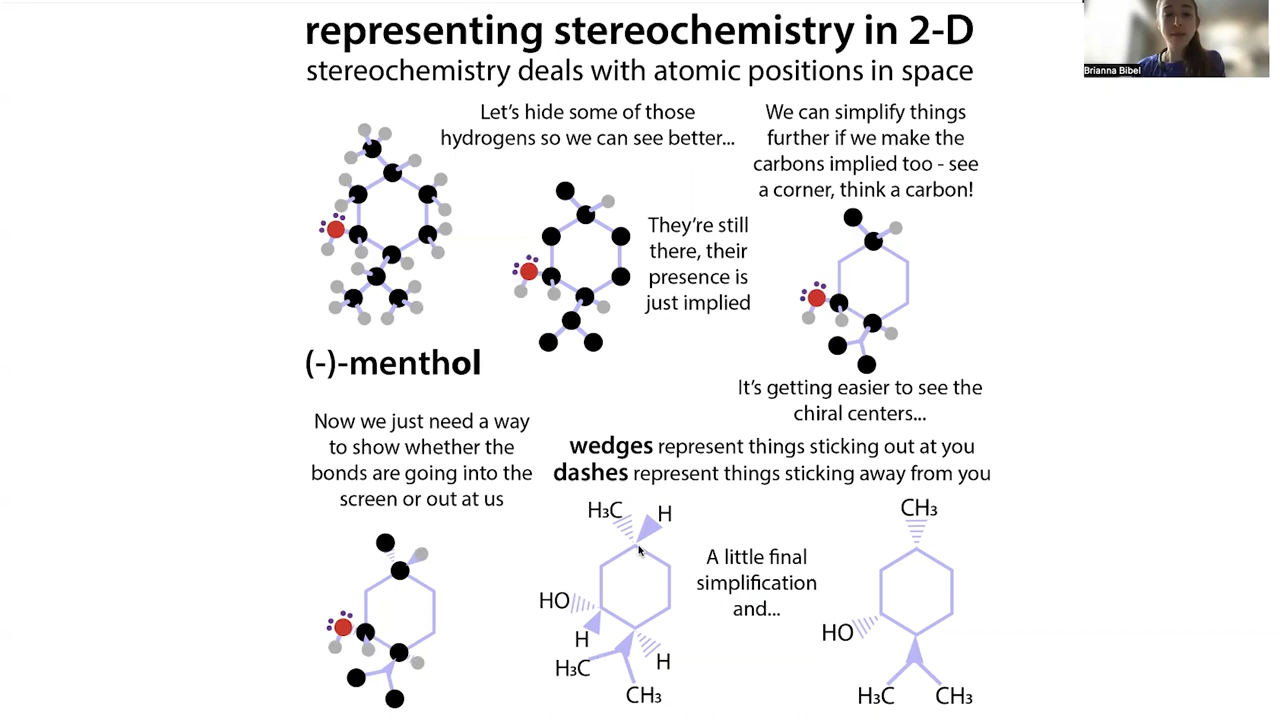 representing stereochemistry in 2-D
stereochemistry deals with atomic positions in space
Brianna Bibel
Let's hide some of those
hydrogens so we can see better...
We can simplify things
further if we make the
carbons implied too - see
a corner, think a carbon!
They're still
there, their
presence is
just implied
(-)-menthol
It's getting easier to see the
chiral centers...
Now we just need a way
to show whether the
bonds are going into the
screen or out at us
wedges represent things sticking out at you
dashes represent things sticking away from you
H₃C
H
HO
H
H
H₃C
CH₃
A little final
simplification
and...
CH₃
HO
H₃C
CH₃